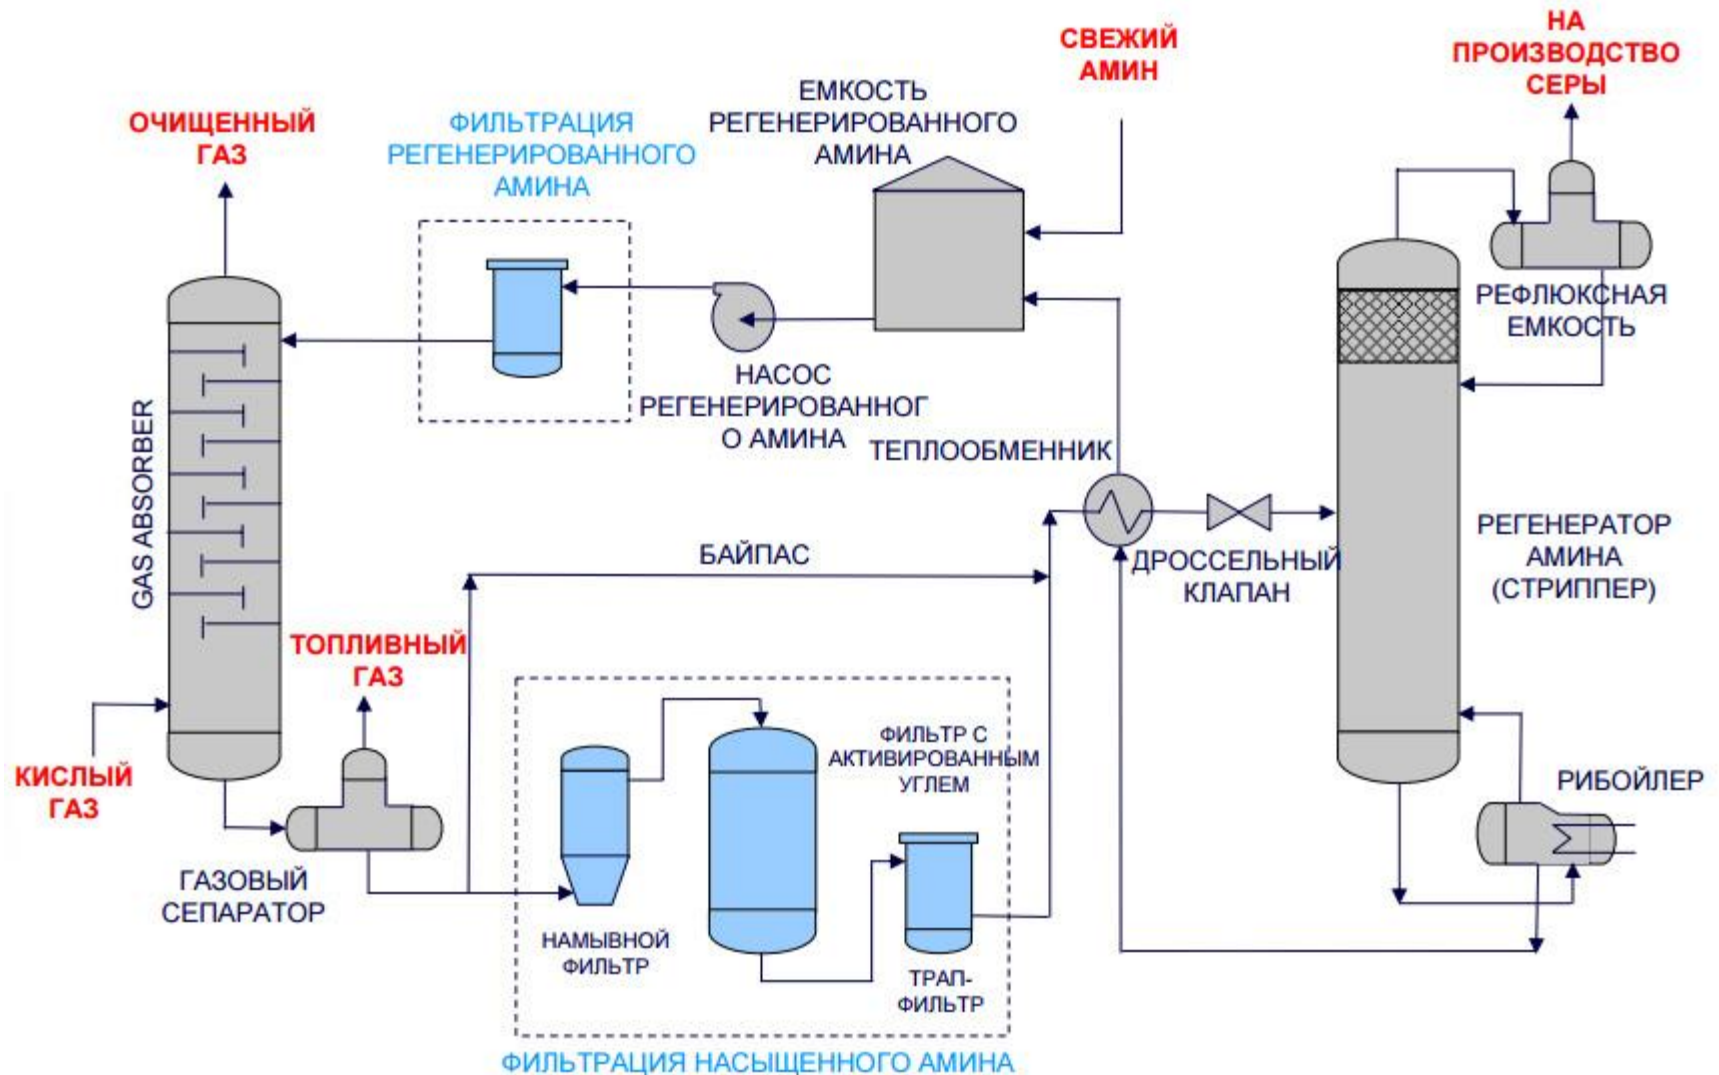 НА
ПРОИЗВОДСТВО
СЕРЫ
СВЕЖИЙ
АМИН
ЕМКОСТЬ
РЕГЕНЕРИРОВАННОГО
АМИНА
ОЧИЩЕННЫЙ
ГАЗ
ФИЛЬТРАЦИЯ
РЕГЕНЕРИРОВАННОГО
АМИНА
РЕФЛЮКСНАЯ
ЕМКОСТЬ
НАСОС
РЕГЕНЕРИРОВАННОГ
О АМИНА
GAS ABSORBER
ТЕПЛООБМЕННИК
ДРОССЕЛЬНЫЙ
КЛАПАН
РЕГЕНЕРАТОР
АМИНА
(СТРИППЕР)
БАЙПАС
ТОПЛИВНЫЙ
ГАЗ
КИСЛЫЙ
ГАЗ
ФИЛЬТР С
АКТИВИРОВАННЫМ
УГЛЕМ
РИБОЙЛЕР
ГАЗОВЫЙ
СЕПАРАТОР
НАМЫВНОЙ
ФИЛЬТР
ТРАП-
ФИЛЬТР
ФИЛЬТРАЦИЯ НАСЫЩЕННОГО АМИНА